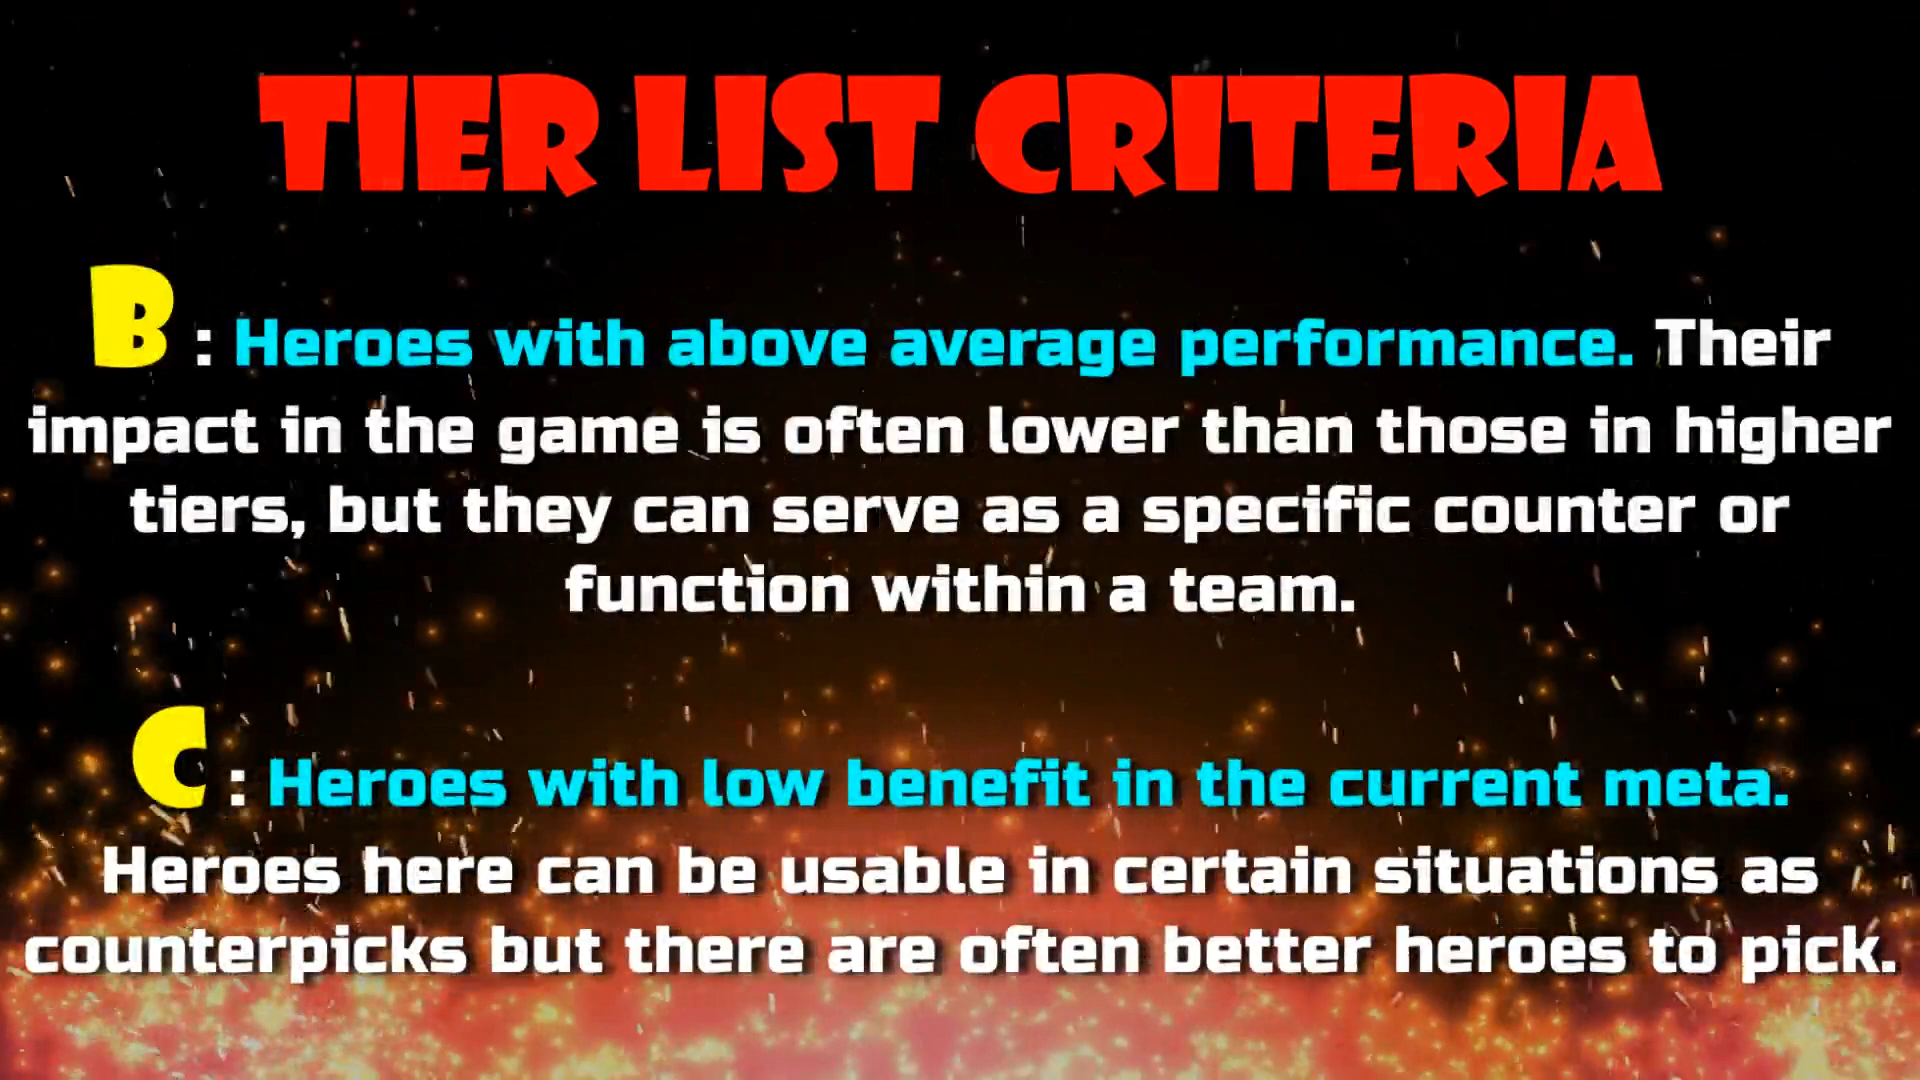 TIER LIST CRITERIA
B : Heroes with above average performance. Their
impact in the game is often lower than those in higher
tiers, but they can serve as a specific counter or
function within a team.
C : Heroes with low benefit in the current meta.
Heroes here can be usable in certain situations as
counterpicks but there are often better heroes to pick.